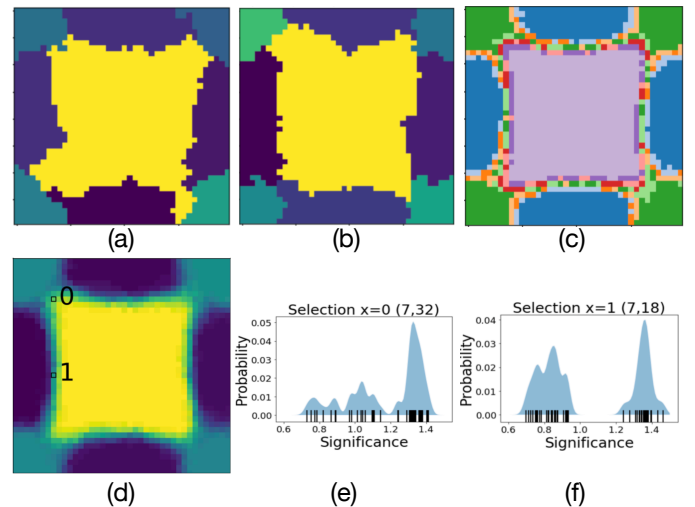 (a)
(b)
(c)
0
1
(d)
Selection x=0 (7,32)
Probability
0.05
0.04
0.03
0.02
0.01
0.00
0.6 0.8 1.0 1.2 1.4
Significance
(e)
Selection x=1 (7,18)
Probability
0.04
0.03
0.02
0.01
0.00
0.6 0.8 1.0 1.2 1.4
Significance
(f)